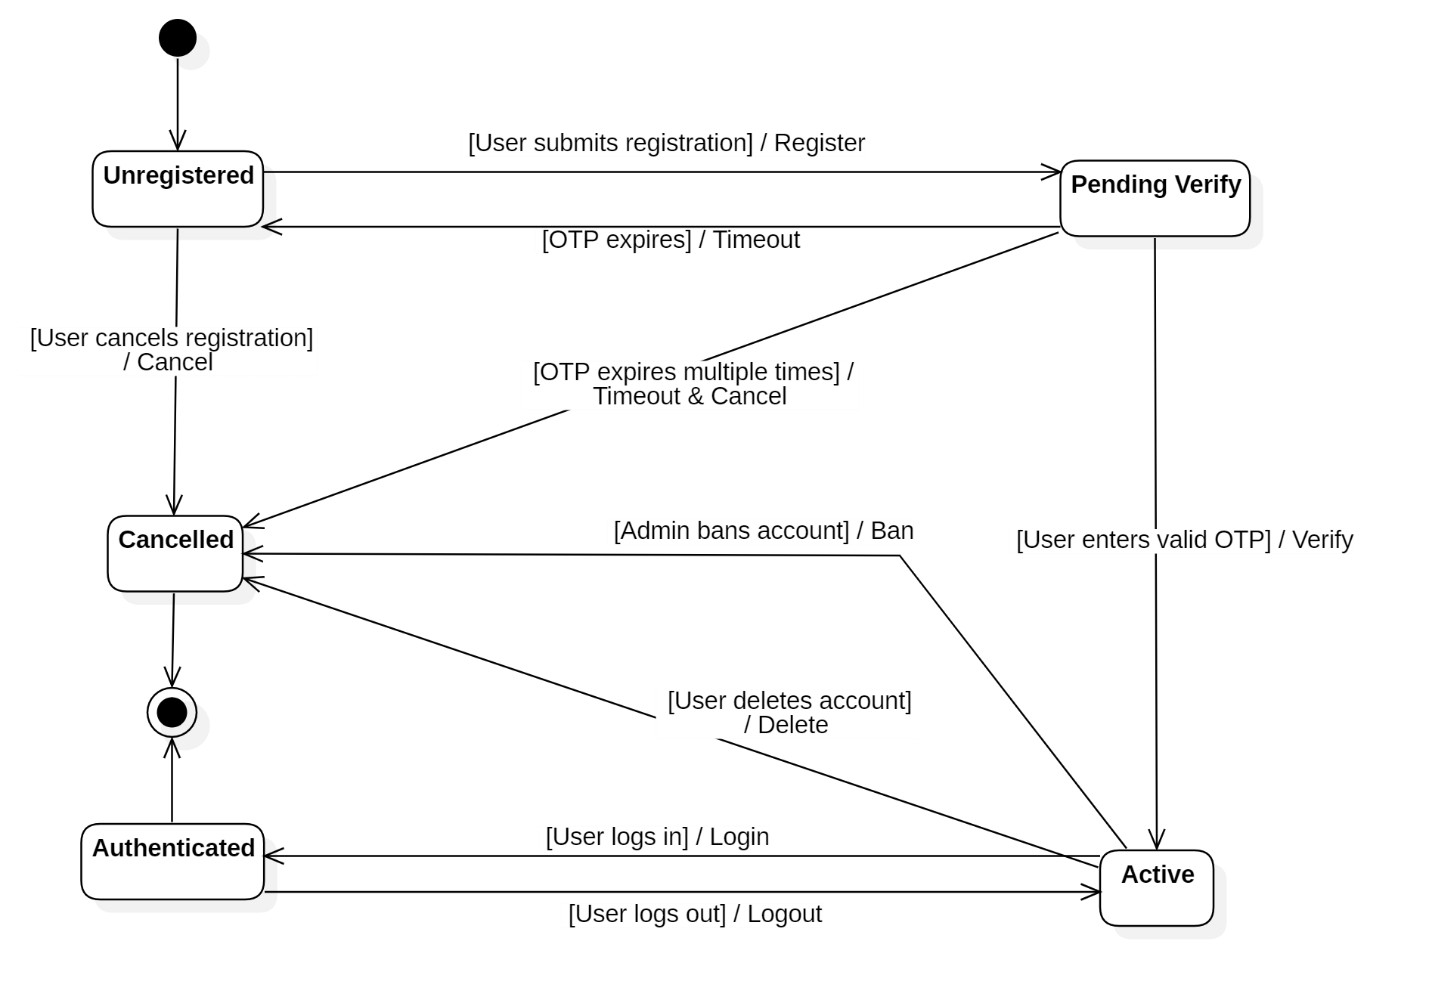 [User submits registration] / Register
Unregistered
Pending Verify
[OTP expires] / Timeout
[User cancels registration]
/ Cancel
[OTP expires multiple times] /
Timeout & Cancel
[Admin bans account] / Ban
Cancelled
[User enters valid OTP] / Verify
[User deletes account]
/ Delete
[User logs in] / Login
Authenticated
Active
[User logs out] / Logout